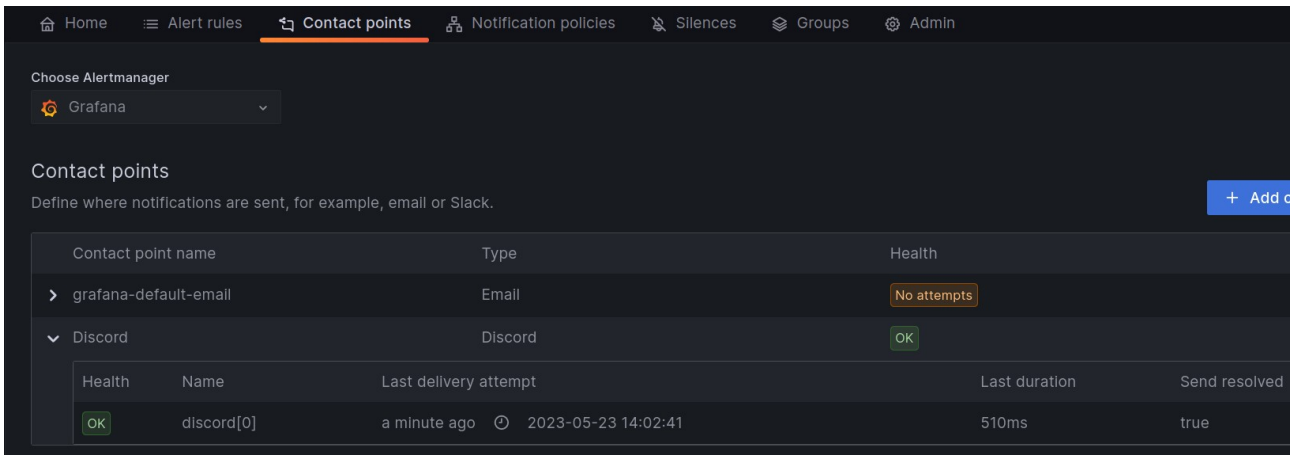 Home Alert rules Contact points Notification policies Silences Groups Admin
Choose Alertmanager
Grafana
Contact points
Define where notifications are sent, for example, email or Slack.
+ Add
Contact point name Type Health
grafana-default-email Email No attempts
Discord Discord OK
Health Name Last delivery attempt Last duration Send resolved
OK discord[0] a minute ago 2023-05-23 14:02:41 510ms true